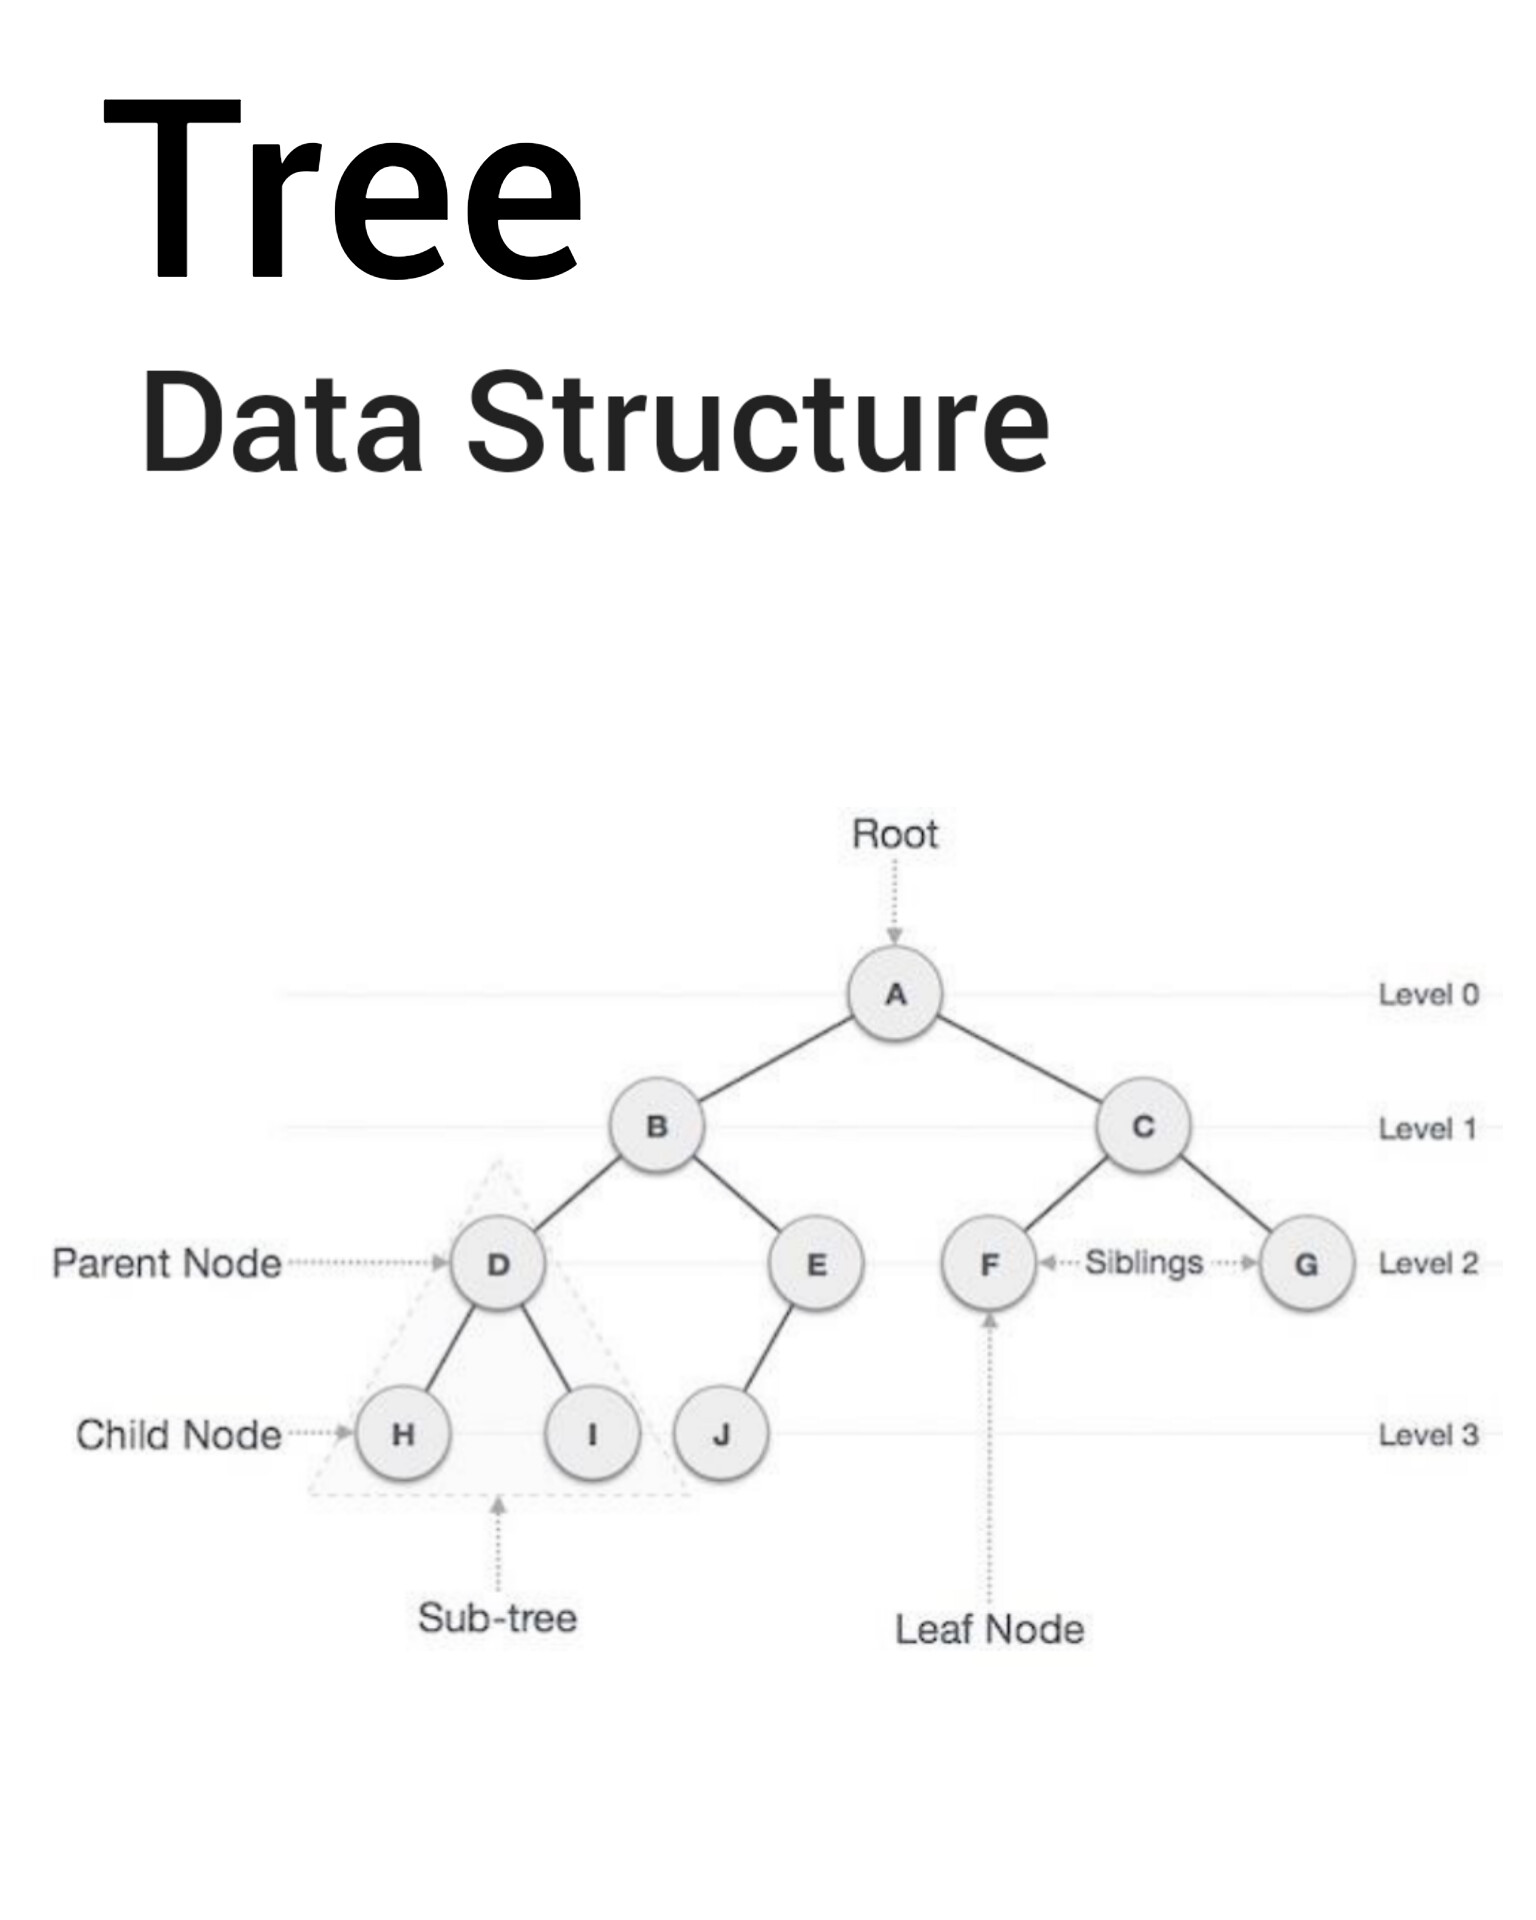 Tree
Data Structure
Root
A
Level 0
B
C
Level 1
Parent Node
D
E
F
Siblings
G
Level 2
Child Node
H
I
J
Level 3
Sub-tree
Leaf Node